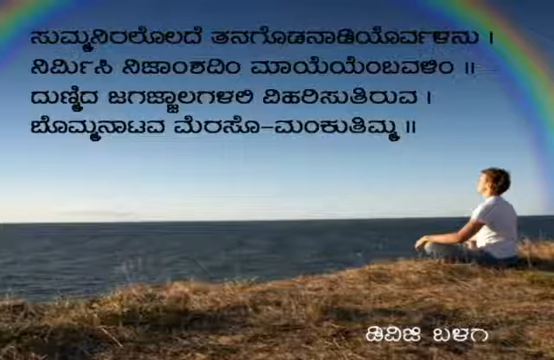 ಸುಮ್ಮನಿರಲೊಲದೆ ತನಗೊಡನಾಡಿಯೊರ್ವಳನು ।
ನಿರ್ಮಿಸಿ ನಿಜಾಂಶದಿಂ ಮಾಯೆಯೆಂಬವಳಿಂ ॥
ದುಣ್ಮಿದ ಜಗಜ್ಜಾಲಗಳಲಿ ವಿಹರಿಸುತಿರುವ ।
ಬೊಮ್ಮನಾಟವ ಮೆರಸೊ–ಮಂಕುತಿಮ್ಮ ॥
ಡಿವಿಜಿ ಬಳಗ